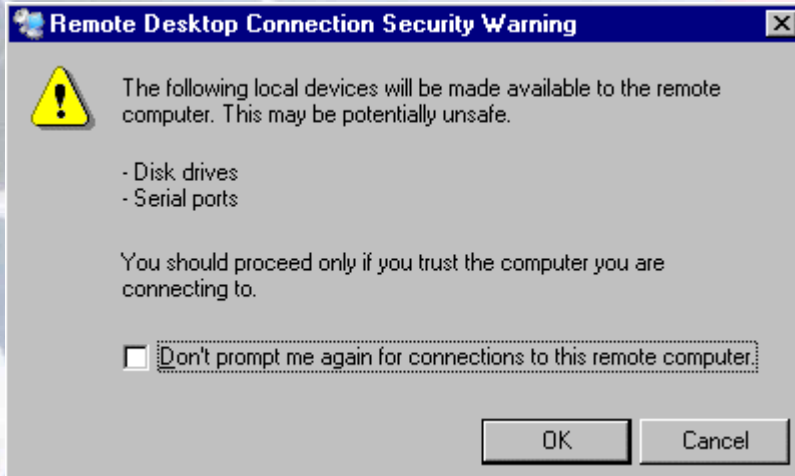 Remote Desktop Connection Security Warning
The following local devices will be made available to the remote
computer. This may be potentially unsafe.
- Disk drives
- Serial ports
You should proceed only if you trust the computer you are
connecting to.
Don't prompt me again for connections to this remote computer.
OK Cancel